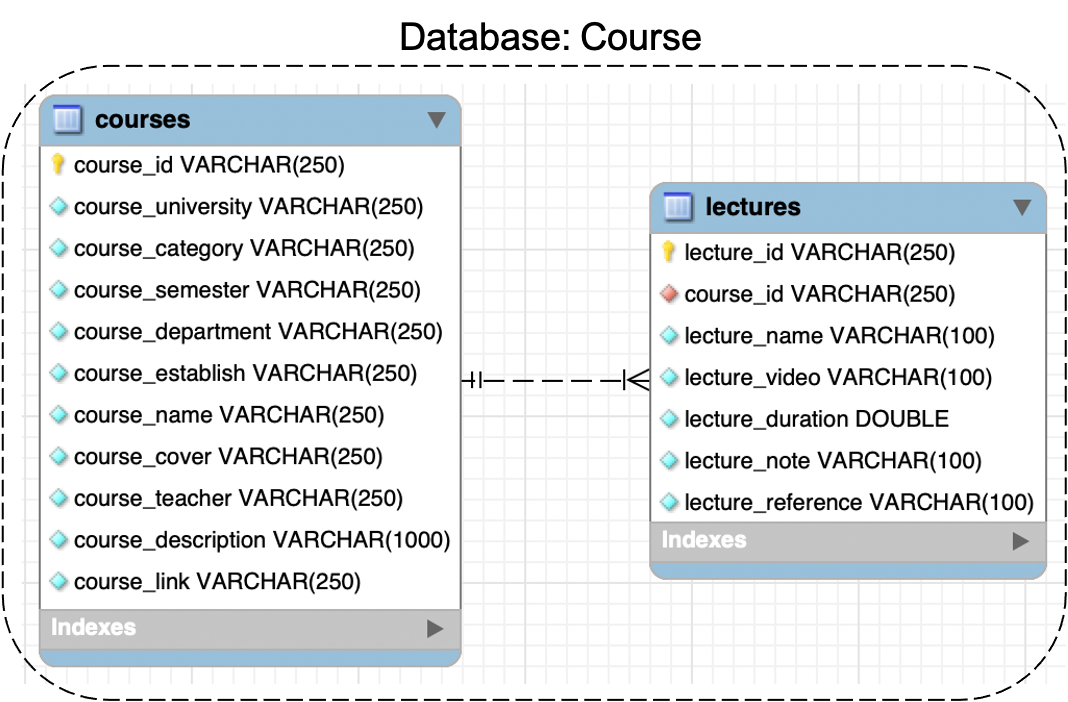 Database: Course
courses
course_id VARCHAR(250)
course_university VARCHAR(250)
course_category VARCHAR(250)
course_semester VARCHAR(250)
course_department VARCHAR(250)
course_establish VARCHAR(250)
course_name VARCHAR(250)
course_cover VARCHAR(250)
course_teacher VARCHAR(250)
course_description VARCHAR(1000)
course_link VARCHAR(250)
Indexes
lectures
lecture_id VARCHAR(250)
course_id VARCHAR(250)
lecture_name VARCHAR(100)
lecture_video VARCHAR(100)
lecture_duration DOUBLE
lecture_note VARCHAR(100)
lecture_reference VARCHAR(100)
Indexes